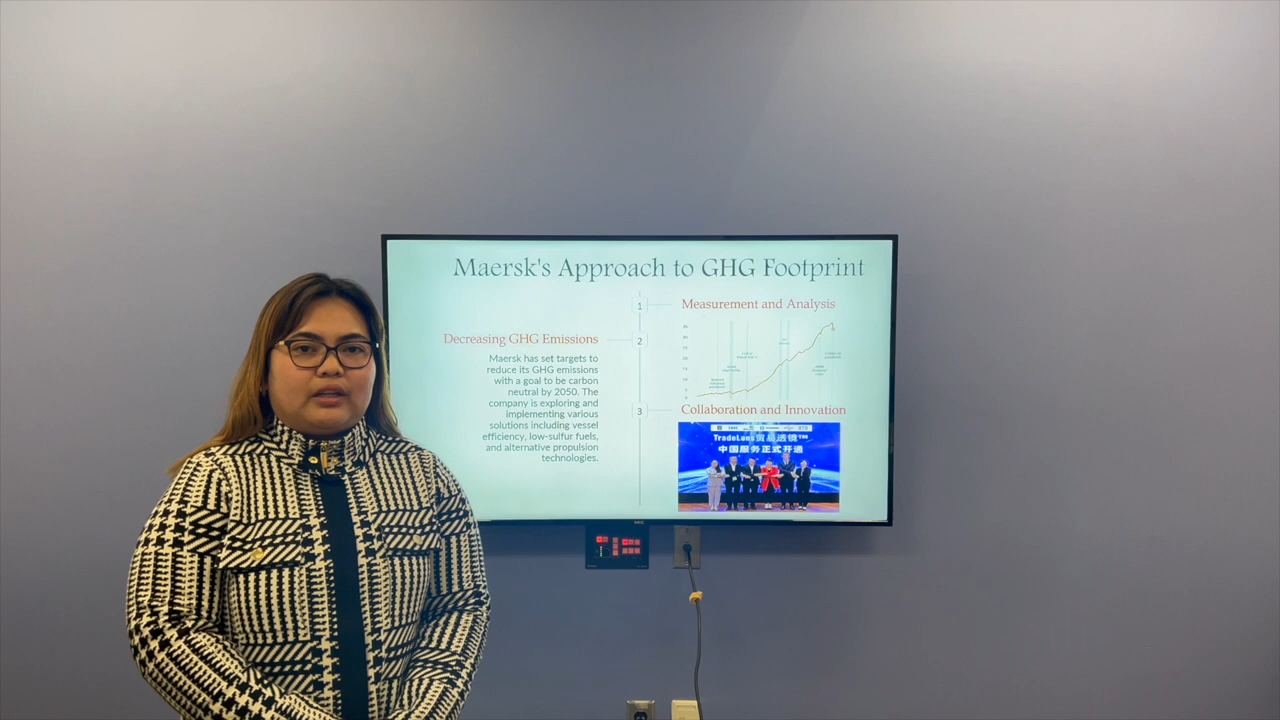 Maersk's Approach to GHG Footprint
1
Measurement and Analysis
Decreasing GHG Emissions
2
Maersk has set targets to
reduce its GHG emissions
with a goal to be carbon
neutral by 2050. The
company is exploring and
implementing various
solutions including vessel
efficiency, low-sulfur fuels,
and alternative propulsion
technologies.
3
Collaboration and Innovation
TradeLens贸易透镜™
中国服务正式开通
NEC